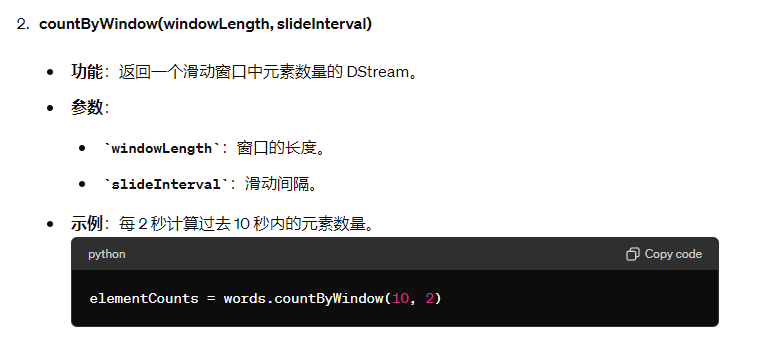 2. countByWindow(windowLength, slideInterval)
• 功能：返回一个滑动窗口中元素数量的 DStream。
• 参数：
• `windowLength`：窗口的长度。
• `slideInterval`：滑动间隔。
• 示例：每 2 秒计算过去 10 秒内的元素数量。
python Copy code
elementCounts = words.countByWindow(10, 2)